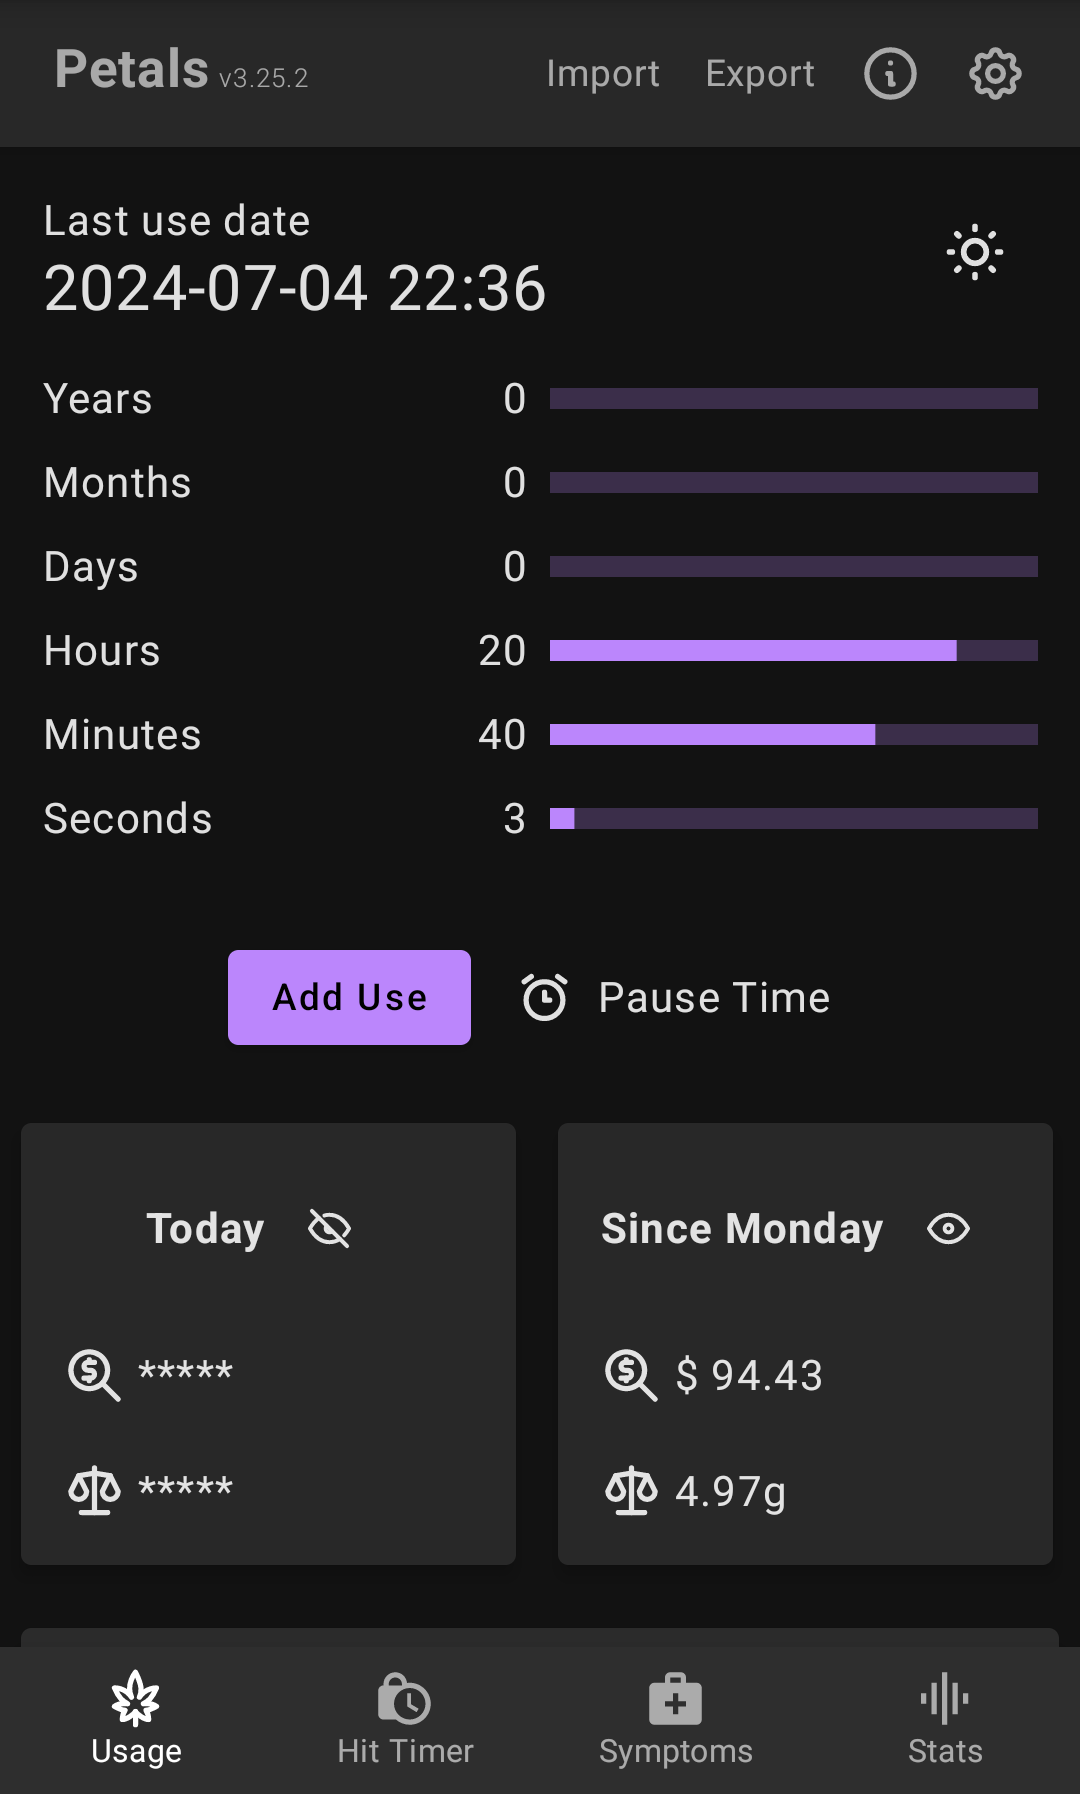 Petals v3.25.2 Import Export
Last use date
2024-07-04 22:36
Years 0
Months 0
Days 0
Hours 20
Minutes 40
Seconds 3
Add Use Pause Time
Today
*****
*****
Since Monday
$ 94.43
4.97g
Usage Hit Timer Symptoms Stats